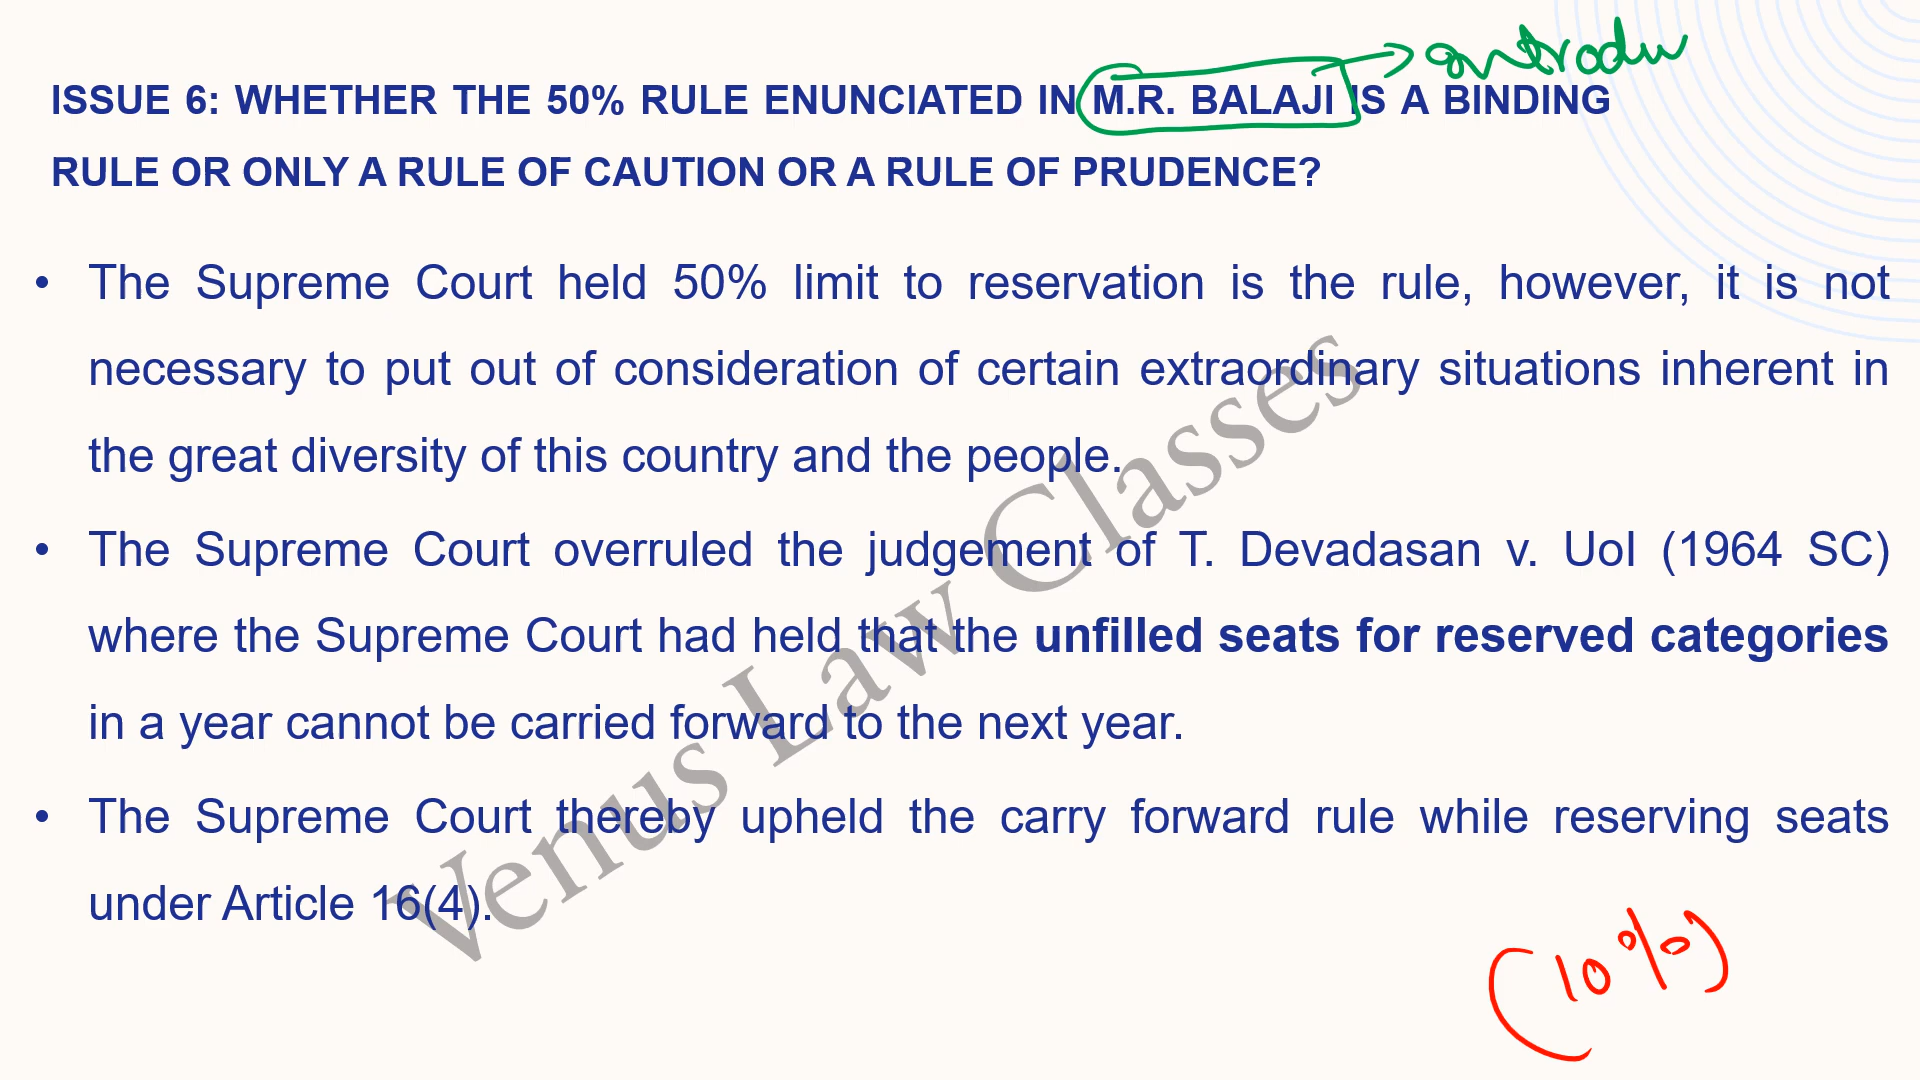 ISSUE 6: WHETHER THE 50% RULE ENUNCIATED IN M.R. BALAJI IS A BINDING
RULE OR ONLY A RULE OF CAUTION OR A RULE OF PRUDENCE?
• The Supreme Court held 50% limit to reservation is the rule, however, it is not
necessary to put out of consideration of certain extraordinary situations inherent in
the great diversity of this country and the people.
• The Supreme Court overruled the judgement of T. Devadasan v. UoI (1964 SC)
where the Supreme Court had held that the unfilled seats for reserved categories
in a year cannot be carried forward to the next year.
• The Supreme Court thereby upheld the carry forward rule while reserving seats
under Article 16(4).
(10%)
Venus Law Classes